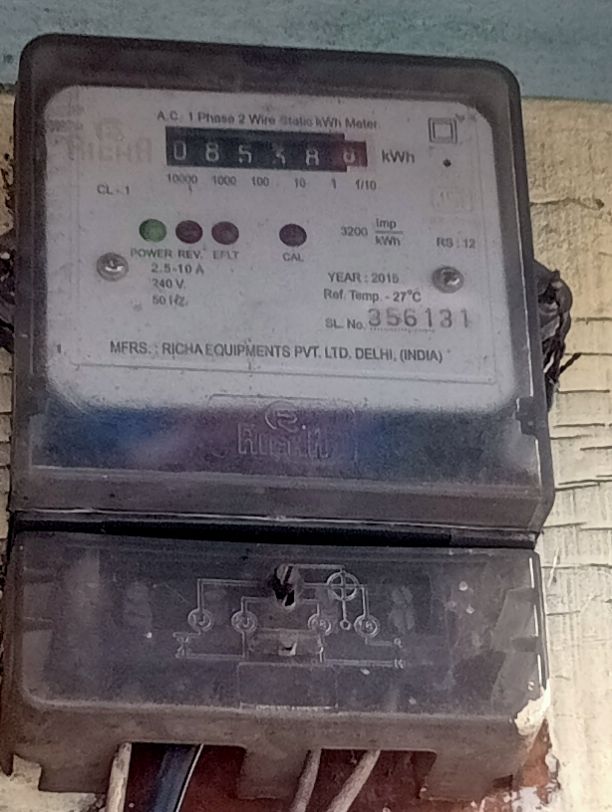 A.C. 1 Phase 2 Wire Static kWh Meter
RICHA
kWh
10000 1000 100 10 1 1/10
CL-1
3200 Imp/kWh
RS : 12
POWER REV. EFLT CAL
2.5-10 A
240 V.
50 Hz.
YEAR : 2015
Ref. Temp. - 27°C
SL. No. 356131
MFRS. : RICHA EQUIPMENTS PVT. LTD. DELHI, (INDIA)
R
RICHA